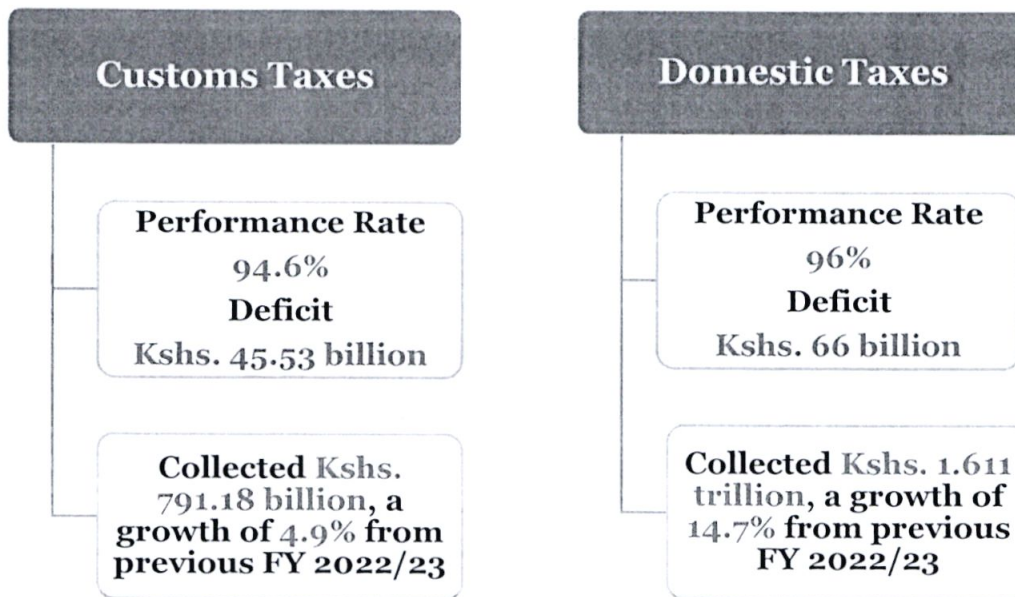 Customs Taxes
Performance Rate
94.6%
Deficit
Kshs. 45.53 billion
Collected Kshs.
791.18 billion, a
growth of 4.9% from
previous FY 2022/23
Domestic Taxes
Performance Rate
96%
Deficit
Kshs. 66 billion
Collected Kshs. 1.611
trillion, a growth of
14.7% from previous
FY 2022/23